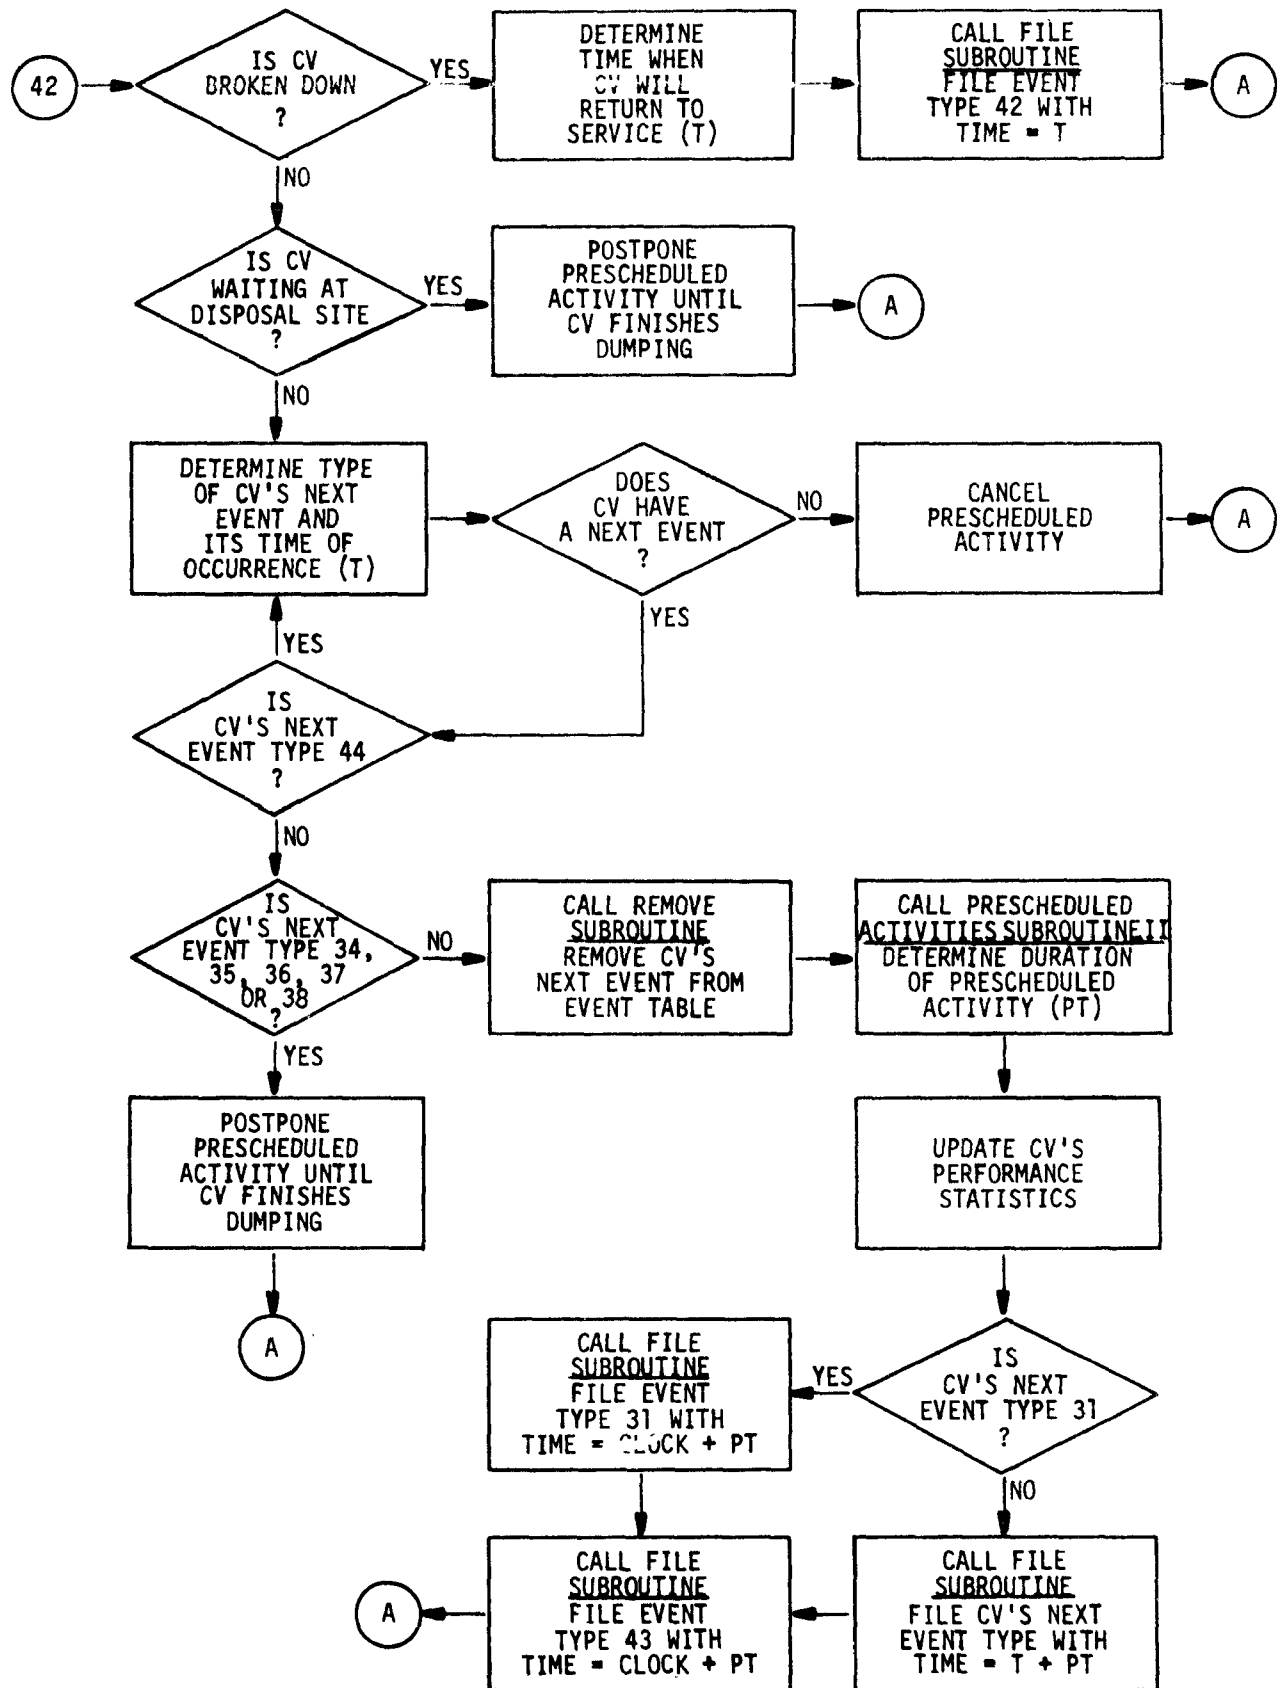 42
IS CV
BROKEN DOWN
?
YES
DETERMINE
TIME WHEN
CV WILL
RETURN TO
SERVICE (T)
CALL FILE
SUBROUTINE
FILE EVENT
TYPE 42 WITH
TIME = T
A
NO
IS CV
WAITING AT
DISPOSAL SITE
?
YES
POSTPONE
PRESCHEDULED
ACTIVITY UNTIL
CV FINISHES
DUMPING
A
NO
DETERMINE TYPE
OF CV'S NEXT
EVENT AND
ITS TIME OF
OCCURRENCE (T)
DOES
CV HAVE
A NEXT EVENT
?
NO
CANCEL
PRESCHEDULED
ACTIVITY
A
YES
YES
IS
CV'S NEXT
EVENT TYPE 44
?
NO
IS
CV'S NEXT
EVENT TYPE 34,
35, 36, 37
OR 38
?
NO
CALL REMOVE
SUBROUTINE
REMOVE CV'S
NEXT EVENT FROM
EVENT TABLE
CALL PRESCHEDULED
ACTIVITIES SUBROUTINE II
DETERMINE DURATION
OF PRESCHEDULED
ACTIVITY (PT)
YES
POSTPONE
PRESCHEDULED
ACTIVITY UNTIL
CV FINISHES
DUMPING
A
UPDATE CV'S
PERFORMANCE
STATISTICS
IS
CV'S NEXT
EVENT TYPE 31
?
YES
CALL FILE
SUBROUTINE
FILE EVENT
TYPE 31 WITH
TIME = CLOCK + PT
NO
CALL FILE
SUBROUTINE
FILE CV'S NEXT
EVENT TYPE WITH
TIME = T + PT
CALL FILE
SUBROUTINE
FILE EVENT
TYPE 43 WITH
TIME = CLOCK + PT
A